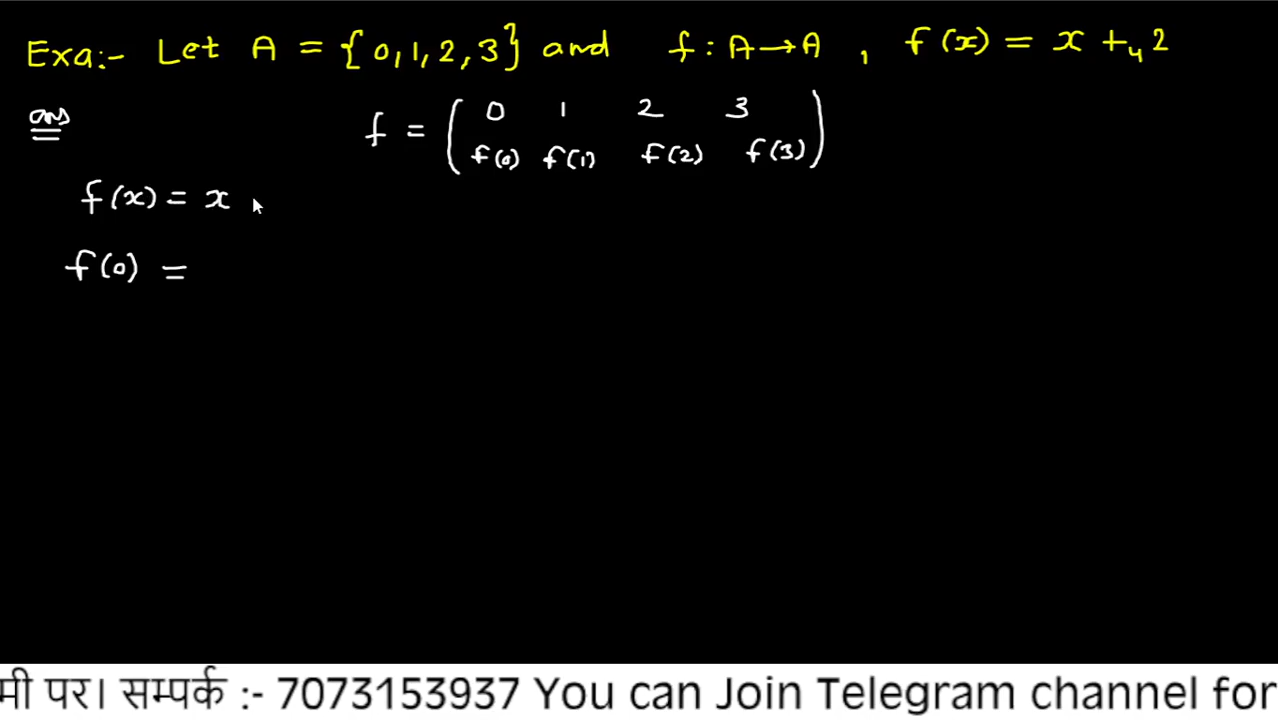 Exa:- Let A = {0,1,2,3} and f : A→A , f(x) = x +₄ 2
ans
f = ( 0 1 2 3
f(0) f(1) f(2) f(3) )
f(x) = x
f(0) =
मी पर। सम्पर्क :- 7073153937 You can Join Telegram channel for